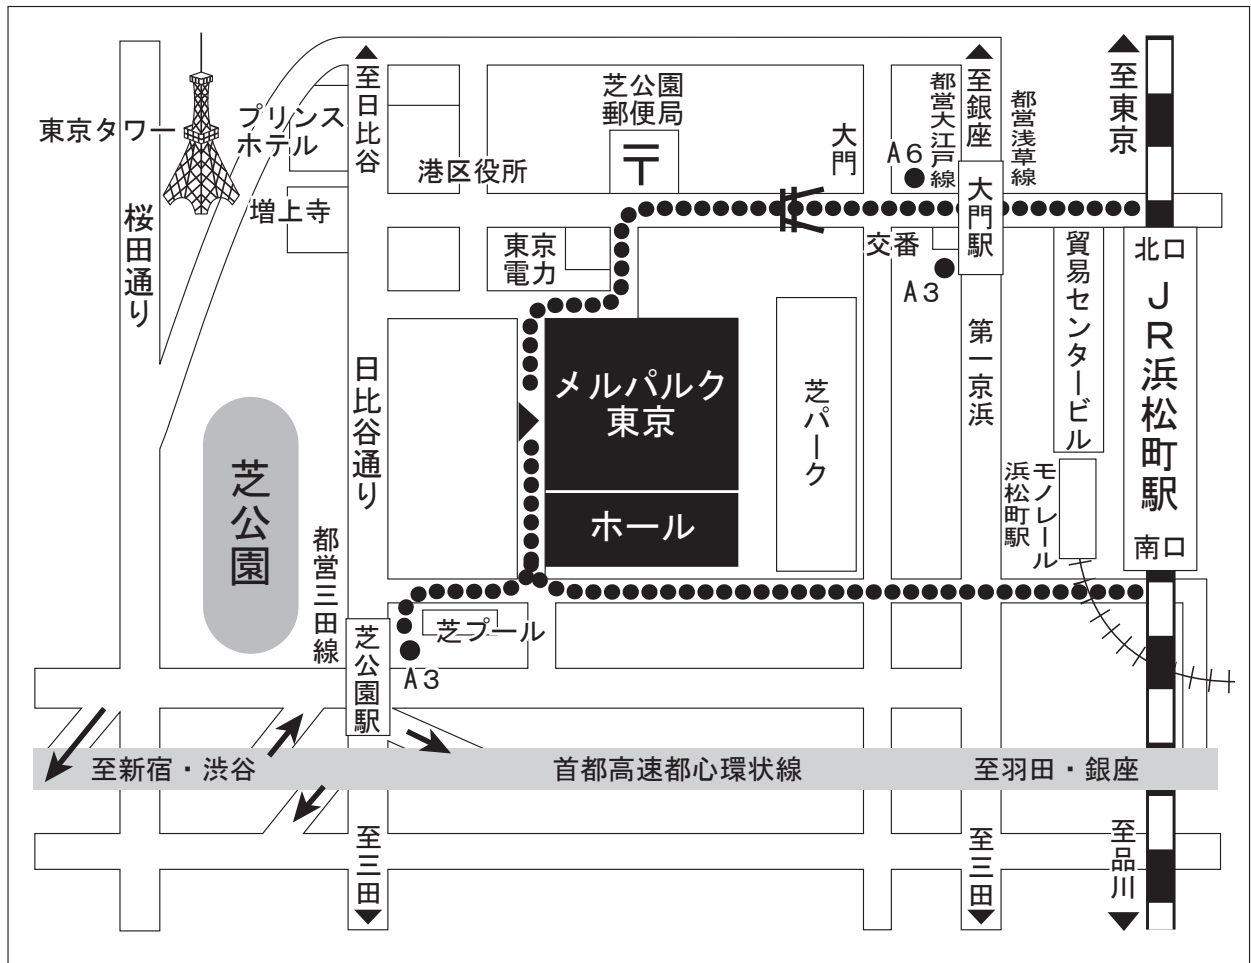 至日比谷
至銀座
至東京
東京タワー
プリンス
ホテル
芝公園
郵便局
〒
大門
都営大江戸線
都営浅草線
A6
港区役所
大門駅
増上寺
桜田通り
東京
電力
交番
A3
貿易センタービル
北口
JR浜松町駅
南口
日比谷通り
メルパルク
東京
ホール
芝パーク
第一京浜
モノレール
浜松町駅
芝公園
都営三田線
芝プール
芝公園駅
A3
至新宿・渋谷
首都高速都心環状線
至羽田・銀座
至三田
至三田
至品川